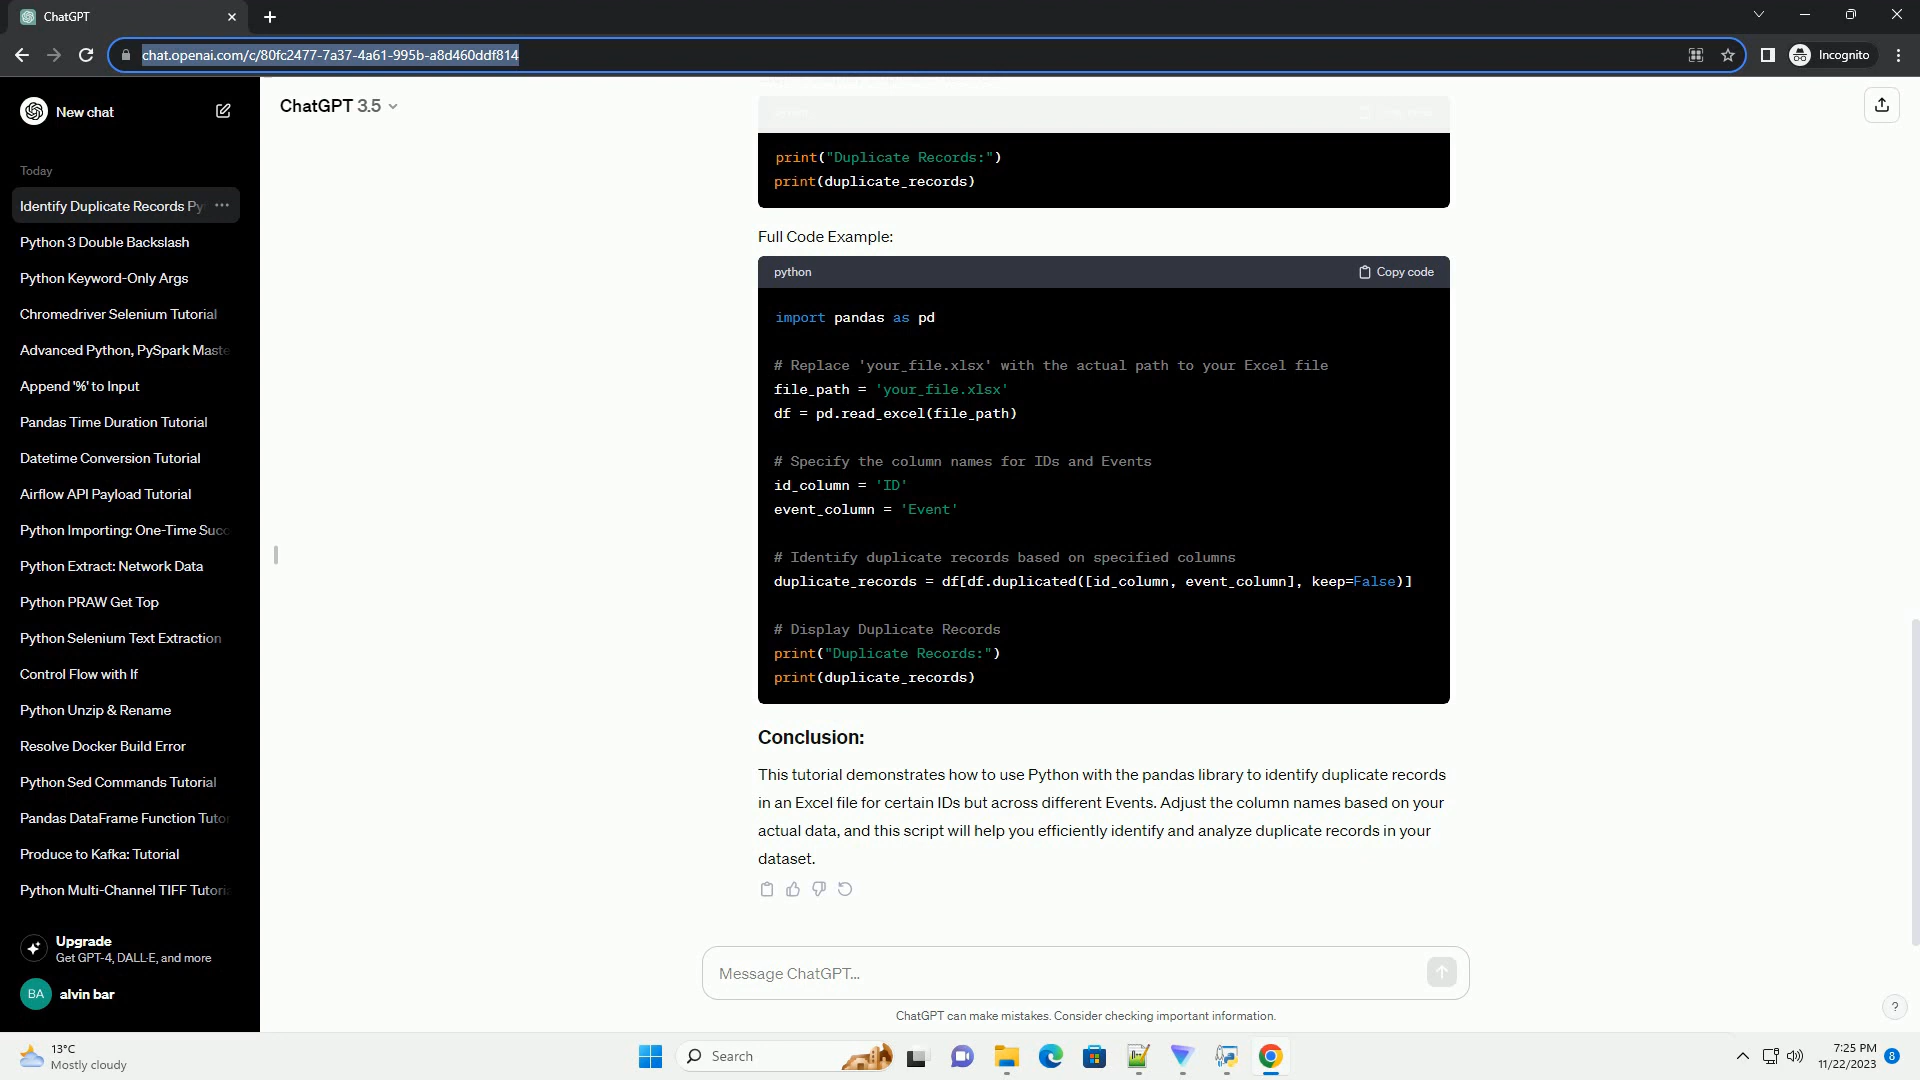 ChatGPT
chat.openai.com/c/80fc2477-7a37-4a61-995b-a8d460ddf814
Incognito
New chat
ChatGPT 3.5
Today
Identify Duplicate Records Py
Python 3 Double Backslash
Python Keyword-Only Args
Chromedriver Selenium Tutorial
Advanced Python, PySpark Maste
Append '%' to Input
Pandas Time Duration Tutorial
Datetime Conversion Tutorial
Airflow API Payload Tutorial
Python Importing: One-Time Succ
Python Extract: Network Data
Python PRAW Get Top
Python Selenium Text Extraction
Control Flow with If
Python Unzip & Rename
Resolve Docker Build Error
Python Sed Commands Tutorial
Pandas DataFrame Function Tutor
Produce to Kafka: Tutorial
Python Multi-Channel TIFF Tutoria
Upgrade
Get GPT-4, DALL·E, and more
BA
alvin bar
print("Duplicate Records:")
print(duplicate_records)
Full Code Example:
python
Copy code
import pandas as pd
# Replace 'your_file.xlsx' with the actual path to your Excel file
file_path = 'your_file.xlsx'
df = pd.read_excel(file_path)
# Specify the column names for IDs and Events
id_column = 'ID'
event_column = 'Event'
# Identify duplicate records based on specified columns
duplicate_records = df[df.duplicated([id_column, event_column], keep=False)]
# Display Duplicate Records
print("Duplicate Records:")
print(duplicate_records)
Conclusion:
This tutorial demonstrates how to use Python with the pandas library to identify duplicate records
in an Excel file for certain IDs but across different Events. Adjust the column names based on your
actual data, and this script will help you efficiently identify and analyze duplicate records in your
dataset.
Message ChatGPT...
ChatGPT can make mistakes. Consider checking important information.
?
13°C
Mostly cloudy
Search
7:25 PM
11/22/2023
8